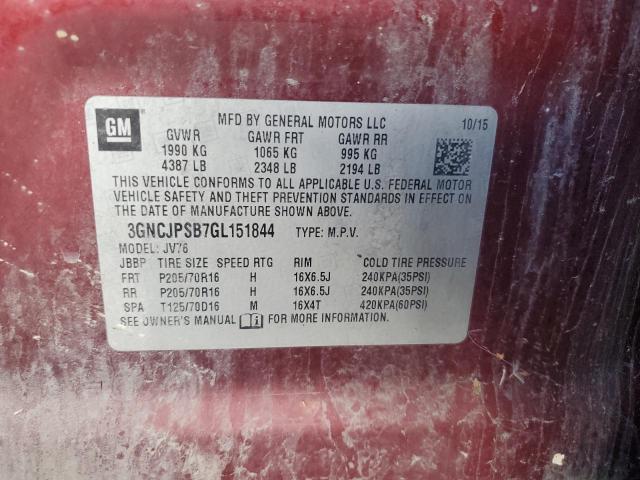 GM
MFD BY GENERAL MOTORS LLC 10/15
GVWR GAWR FRT GAWR RR
1990 KG 1065 KG 995 KG
4387 LB 2348 LB 2194 LB
THIS VEHICLE CONFORMS TO ALL APPLICABLE U.S. FEDERAL MOTOR
VEHICLE SAFETY AND THEFT PREVENTION STANDARDS IN EFFECT ON
THE DATE OF MANUFACTURE SHOWN ABOVE.
3GNCJPSB7GL151844 TYPE: M.P.V.
MODEL: JV76
JBBP TIRE SIZE SPEED RTG RIM COLD TIRE PRESSURE
FRT P205/70R16 H 16X6.5J 240KPA(35PSI)
RR P205/70R16 H 16X6.5J 240KPA(35PSI)
SPA T125/70D16 M 16X4T 420KPA(60PSI)
SEE OWNER'S MANUAL FOR MORE INFORMATION.